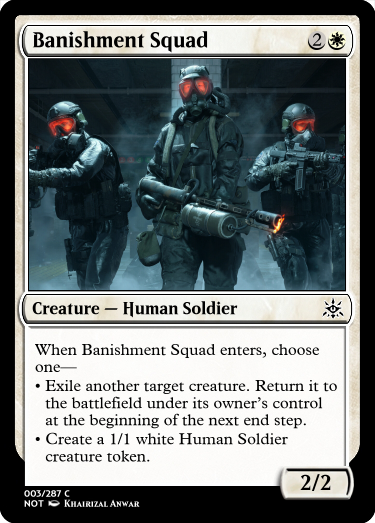 Banishment Squad 2
Creature — Human Soldier
When Banishment Squad enters, choose
one—
• Exile another target creature. Return it to
the battlefield under its owner's control
at the beginning of the next end step.
• Create a 1/1 white Human Soldier
creature token.
2/2
003/287 C
NOT Khairizal Anwar